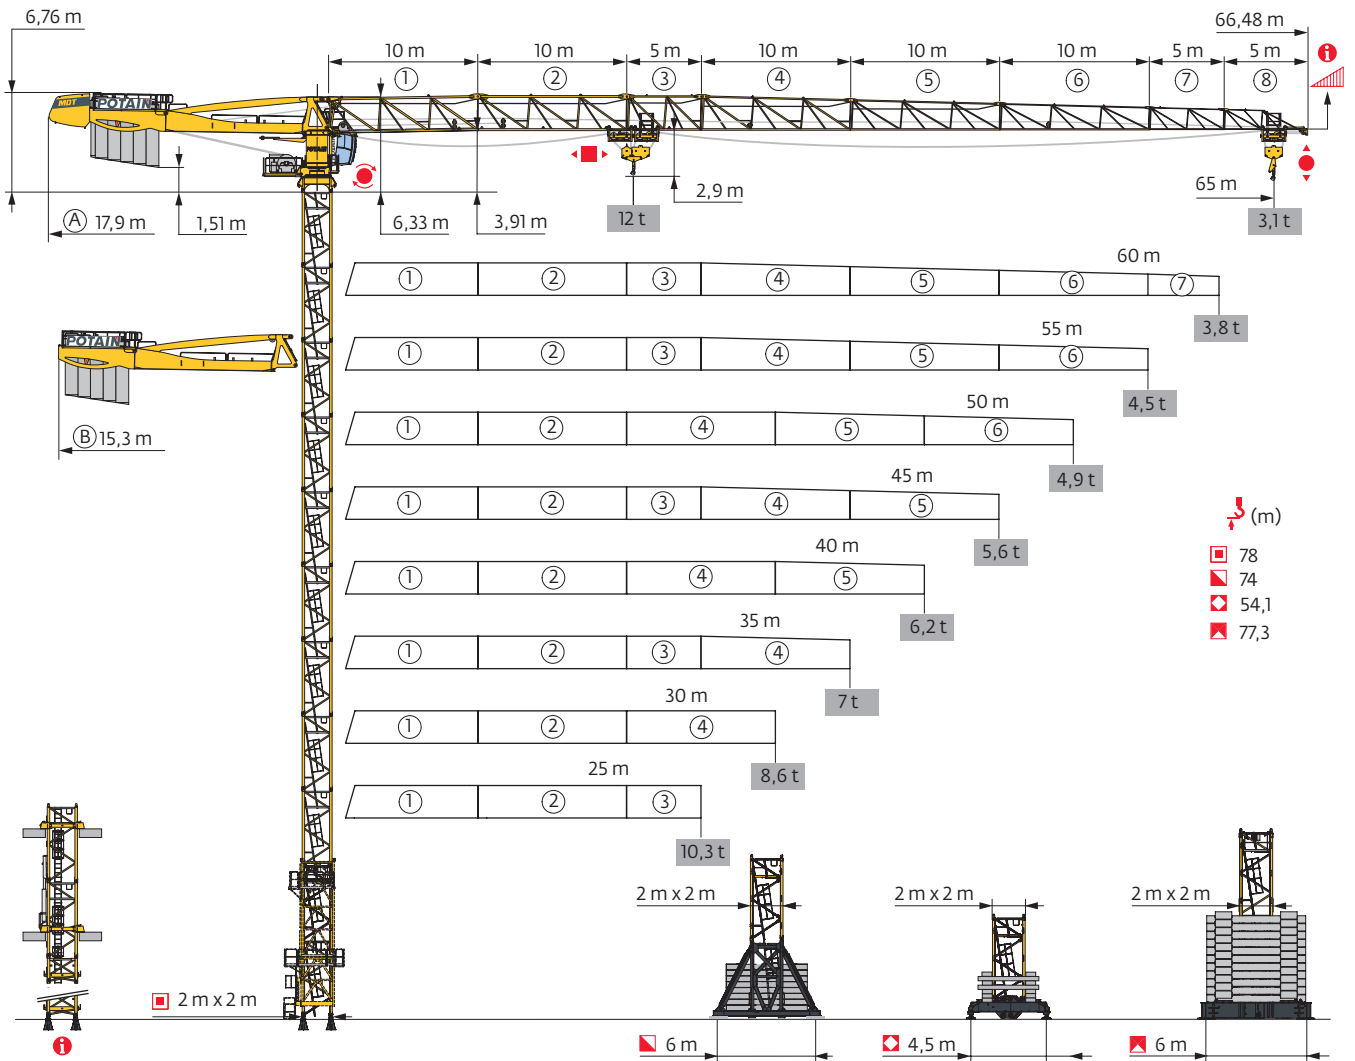 6,76 m
66,48 m
10 m 10 m 5 m 10 m 10 m 10 m 5 m 5 m
1 2 3 4 5 6 7 8
i
MDT POTAIN
POTAIN
A 17,9 m
1,51 m
6,33 m
3,91 m
12 t
2,9 m
65 m
3,1 t
60 m
1 2 3 4 5 6 7
3,8 t
POTAIN
55 m
1 2 3 4 5 6
4,5 t
B 15,3 m
50 m
1 2 4 5 6
4,9 t
45 m
1 2 3 4 5
5,6 t
(m)
78
74
54,1
77,3
40 m
1 2 4 5
6,2 t
35 m
1 2 3 4
7 t
30 m
1 2 4
8,6 t
25 m
1 2 3
10,3 t
2 m x 2 m
2 m x 2 m
2 m x 2 m
2 m x 2 m
i
6 m
4,5 m
6 m